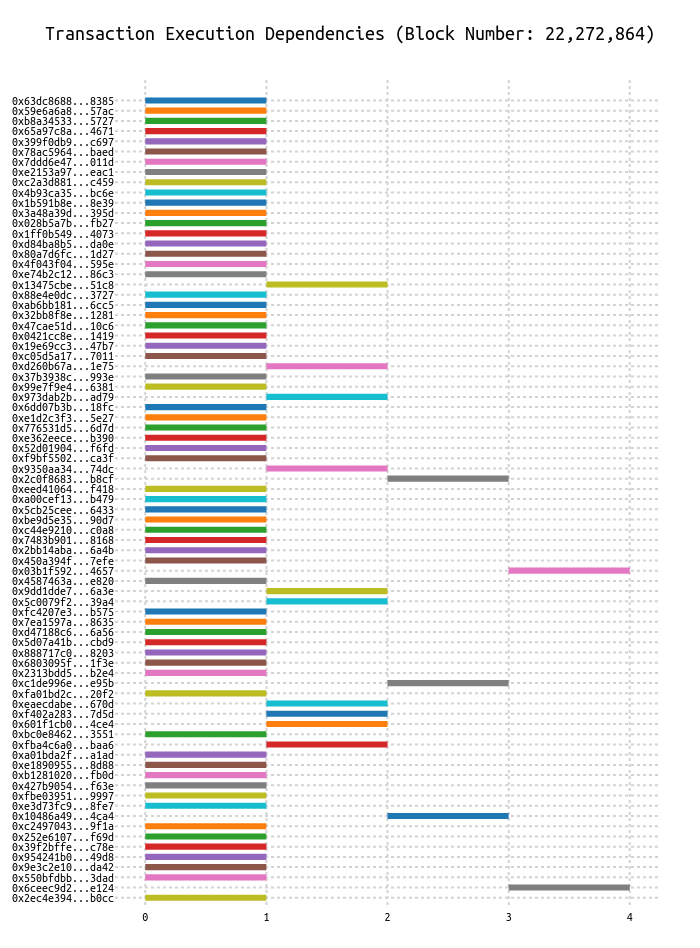 Transaction Execution Dependencies (Block Number: 22,272,864)
0x63dc8688...8385
0x59e6a6a8...57ac
0xb8a34533...5727
0x65a97c8a...4671
0x399f0db9...c697
0x78ac5964...baed
0x7ddd6e47...011d
0xe2153a97...eac1
0xc2a3d881...c459
0x4b93ca35...bc6e
0x1b591b8e...8e39
0x3a48a39d...395d
0x028b5a7b...fb27
0x1ff0b549...4073
0xd84ba8b5...da0e
0x80a7d6fc...1d27
0x4f043f04...595e
0xe74b2c12...86c3
0x13475cbe...51c8
0x88e4e0dc...3727
0xab6bb181...6cc5
0x32bb8f8e...1281
0x47cae51d...10c6
0x0421cc8e...1419
0x19e69cc3...47b7
0xc05d5a17...7011
0xd260b67a...1e75
0x37b3938c...993e
0x99e7f9e4...6381
0x973dab2b...ad79
0x6dd07b3b...18fc
0xe1d2c3f3...5e27
0x776531d5...6d7d
0xe362eece...b390
0x52d01904...f6fd
0xf9bf5502...ca3f
0x9350aa34...74dc
0x2c0f8683...b8cf
0xeed41064...f418
0xa00cef13...b479
0x5cb25cee...6433
0xbe9d5e35...90d7
0xc44e9210...c0a8
0x7483b901...8168
0x2bb14aba...6a4b
0x450a394f...7efe
0x03b1f592...4657
0x4587463a...e820
0x9dd1dde7...6a3e
0x5c0079f2...39a4
0xfc4207e3...b575
0x7ea1597a...8635
0xd47188c6...6a56
0x5d07a41b...cbd9
0x888717c0...8203
0x6803095f...1f3e
0x2313bdd5...b2e4
0xc1de996e...e95b
0xfa01bd2c...20f2
0xeaecdabe...670d
0xf402a283...7d5d
0x601f1cb0...4ce4
0xbc0e8462...3551
0xfba4c6a0...baa6
0xa01bda2f...a1ad
0xe1890955...8d88
0xb1281020...fb0d
0x427b9054...f63e
0xfbe03951...9997
0xe3d73fc9...8fe7
0x10486a49...4ca4
0xc2497043...9f1a
0x252e6107...f69d
0x39f2bffe...c78e
0x954241b0...49d8
0x9e3c2e10...da42
0x550bfdbb...3dad
0x6ceec9d2...e124
0x2ec4e394...b0cc
0 1 2 3 4